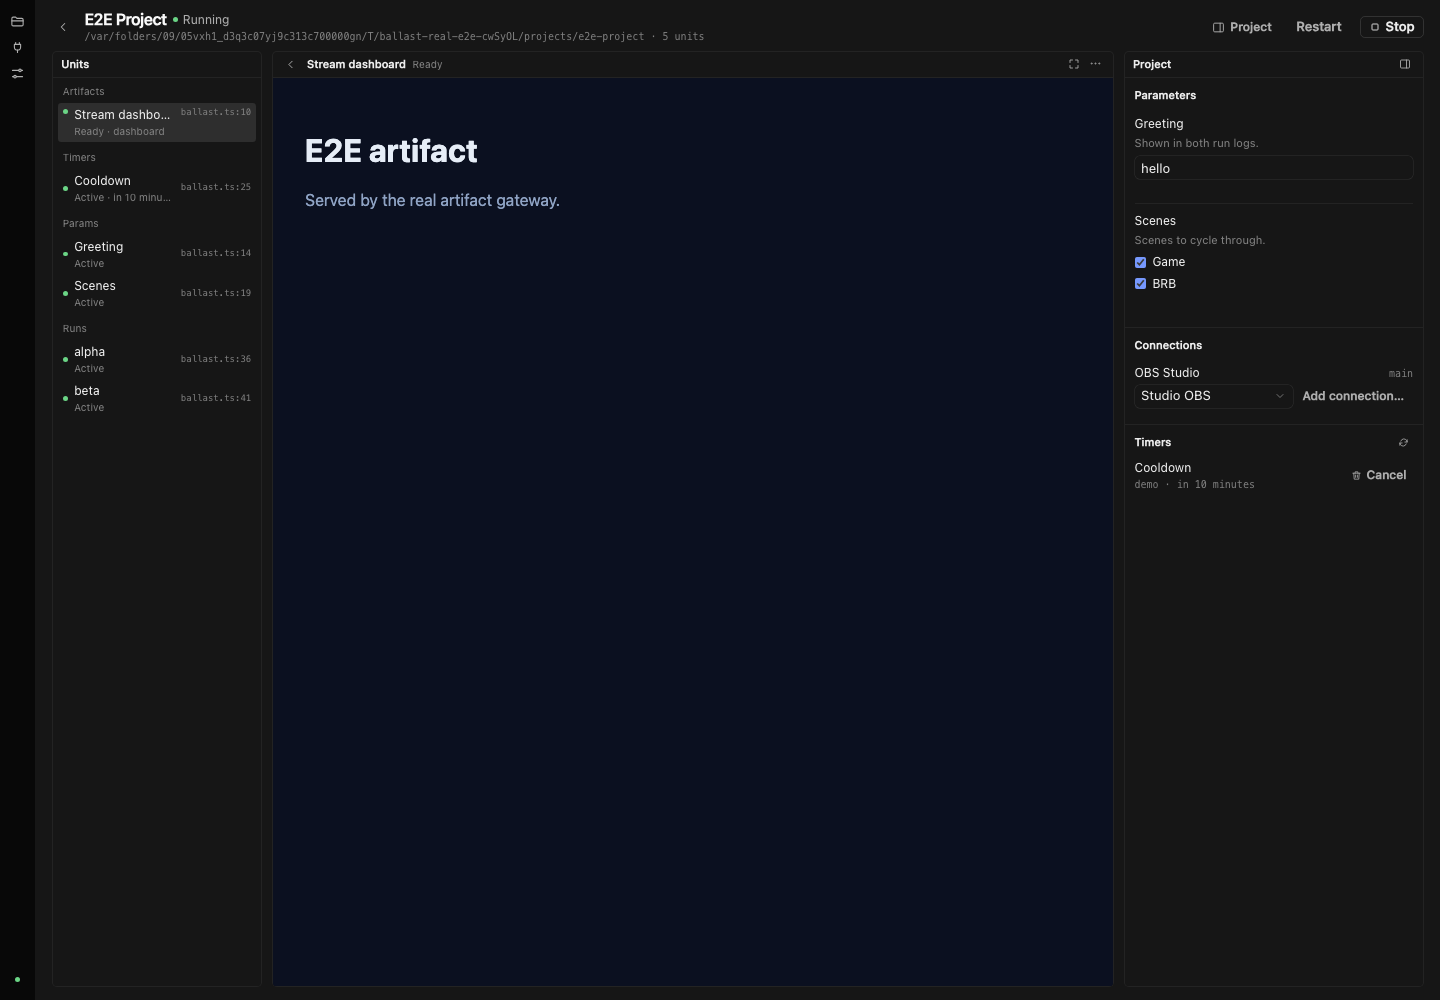 E2E Project Running
/var/folders/09/05vxh1_d3q3c07yj9c313c700000gn/T/ballast-real-e2e-cwSyOL/projects/e2e-project · 5 units
Project Restart Stop
Units
Artifacts
Stream dashbo... ballast.ts:10
Ready · dashboard
Timers
Cooldown ballast.ts:25
Active · in 10 minu...
Params
Greeting ballast.ts:14
Active
Scenes ballast.ts:19
Active
Runs
alpha ballast.ts:36
Active
beta ballast.ts:41
Active
Stream dashboard Ready
E2E artifact
Served by the real artifact gateway.
Project
Parameters
Greeting
Shown in both run logs.
hello
Scenes
Scenes to cycle through.
Game
BRB
Connections
OBS Studio main
Studio OBS Add connection...
Timers
Cooldown
demo · in 10 minutes
Cancel